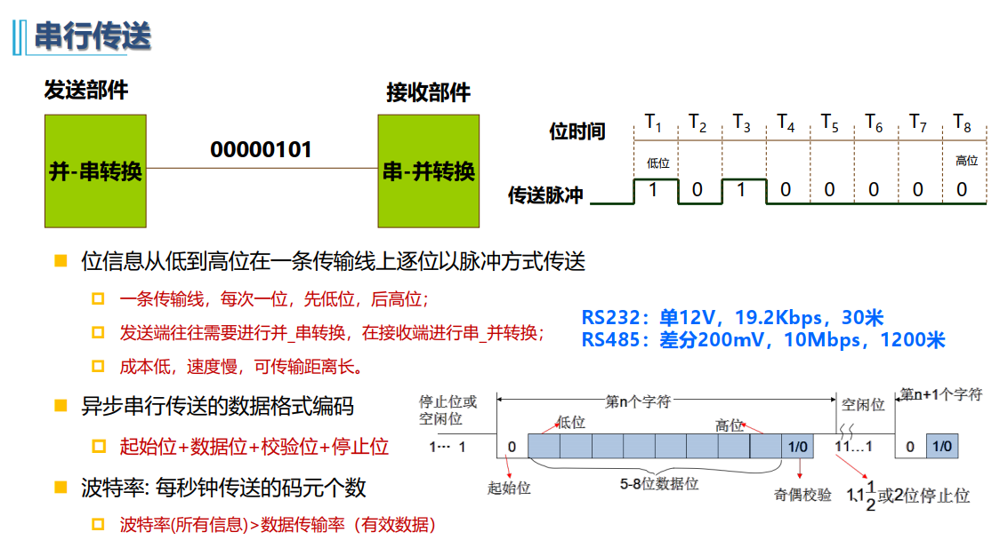 串行传送
发送部件
接收部件
并-串转换
00000101
串-并转换
位时间
T1 T2 T3 T4 T5 T6 T7 T8
低位
高位
传送脉冲
1 0 1 0 0 0 0 0
位信息从低到高位在一条传输线上逐位以脉冲方式传送
一条传输线，每次一位，先低位，后高位；
发送端往往需要进行并_串转换，在接收端进行串_并转换；
成本低，速度慢，可传输距离长。
RS232：单12V，19.2Kbps，30米
RS485：差分200mV，10Mbps，1200米
异步串行传送的数据格式编码
起始位+数据位+校验位+停止位
波特率: 每秒钟传送的码元个数
波特率(所有信息)>数据传输率（有效数据）
停止位或
空闲位
第n个字符
空闲位
第n+1个字符
低位
高位
1… 1
0
1/0
11…1
0
1/0
起始位
5-8位数据位
奇偶校验
1,1 1/2 或2位停止位